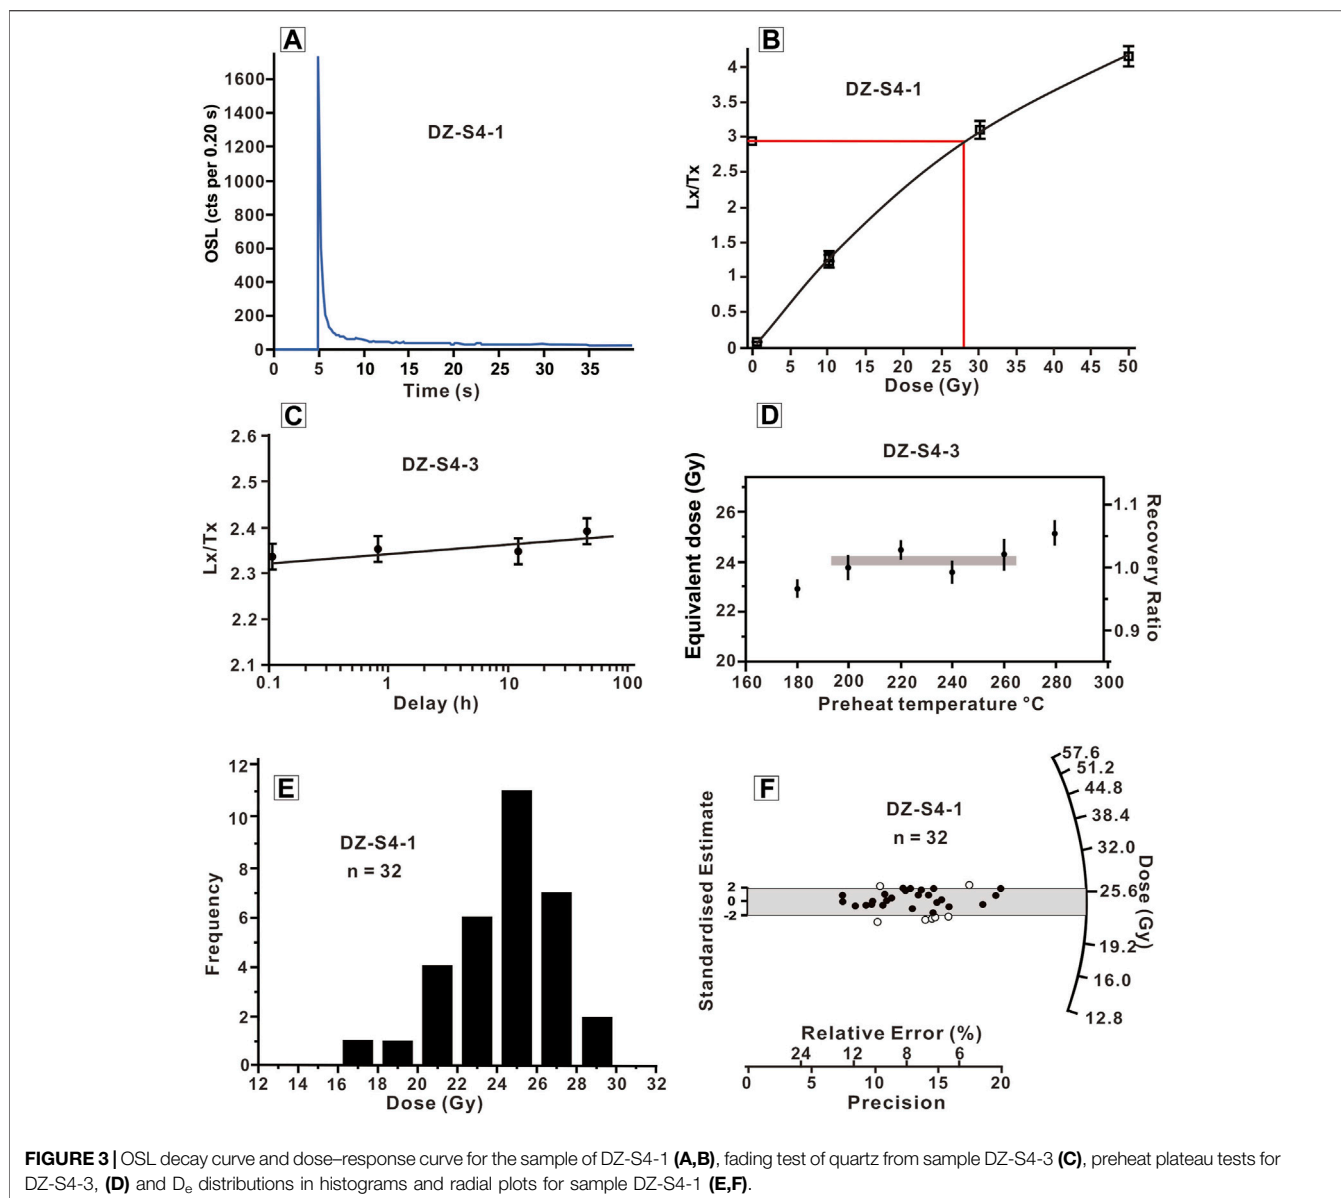 A
1600
1400
1200
1000
800
600
400
200
0
OSL (cts per 0.20 s)
DZ-S4-1
0 5 10 15 20 25 30 35
Time (s)
B
4
3.5
3
2.5
2
1.5
1
0.5
0
Lx/Tx
DZ-S4-1
0 5 10 15 20 25 30 35 40 45 50
Dose (Gy)
C
2.6
2.5
2.4
2.3
2.2
2.1
Lx/Tx
DZ-S4-3
0.1 1 10 100
Delay (h)
D
DZ-S4-3
26
24
22
20
Equivalent dose (Gy)
1.1
1.0
0.9
Recovery Ratio
160 180 200 220 240 260 280 300
Preheat temperature °C
E
12
10
8
6
4
2
0
Frequency
DZ-S4-1
n = 32
12 14 16 18 20 22 24 26 28 30 32
Dose (Gy)
F
DZ-S4-1
n = 32
Standardised Estimate
2
0
-2
57.6
51.2
44.8
38.4
32.0
25.6
19.2
16.0
12.8
Dose (Gy)
Relative Error (%)
24 12 8 6
0 5 10 15 20
Precision
FIGURE 3 | OSL decay curve and dose–response curve for the sample of DZ-S4-1 (A,B), fading test of quartz from sample DZ-S4-3 (C), preheat plateau tests for
DZ-S4-3, (D) and De distributions in histograms and radial plots for sample DZ-S4-1 (E,F).